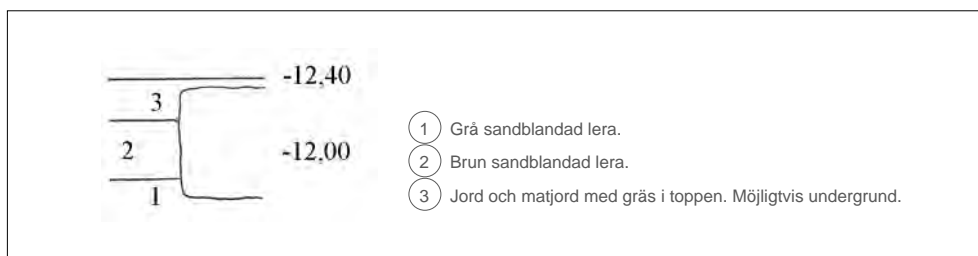 -12,40
3
2
-12,00
1
1 Grå sandblandad lera.
2 Brun sandblandad lera.
3 Jord och matjord med gräs i toppen. Möjligtvis undergrund.